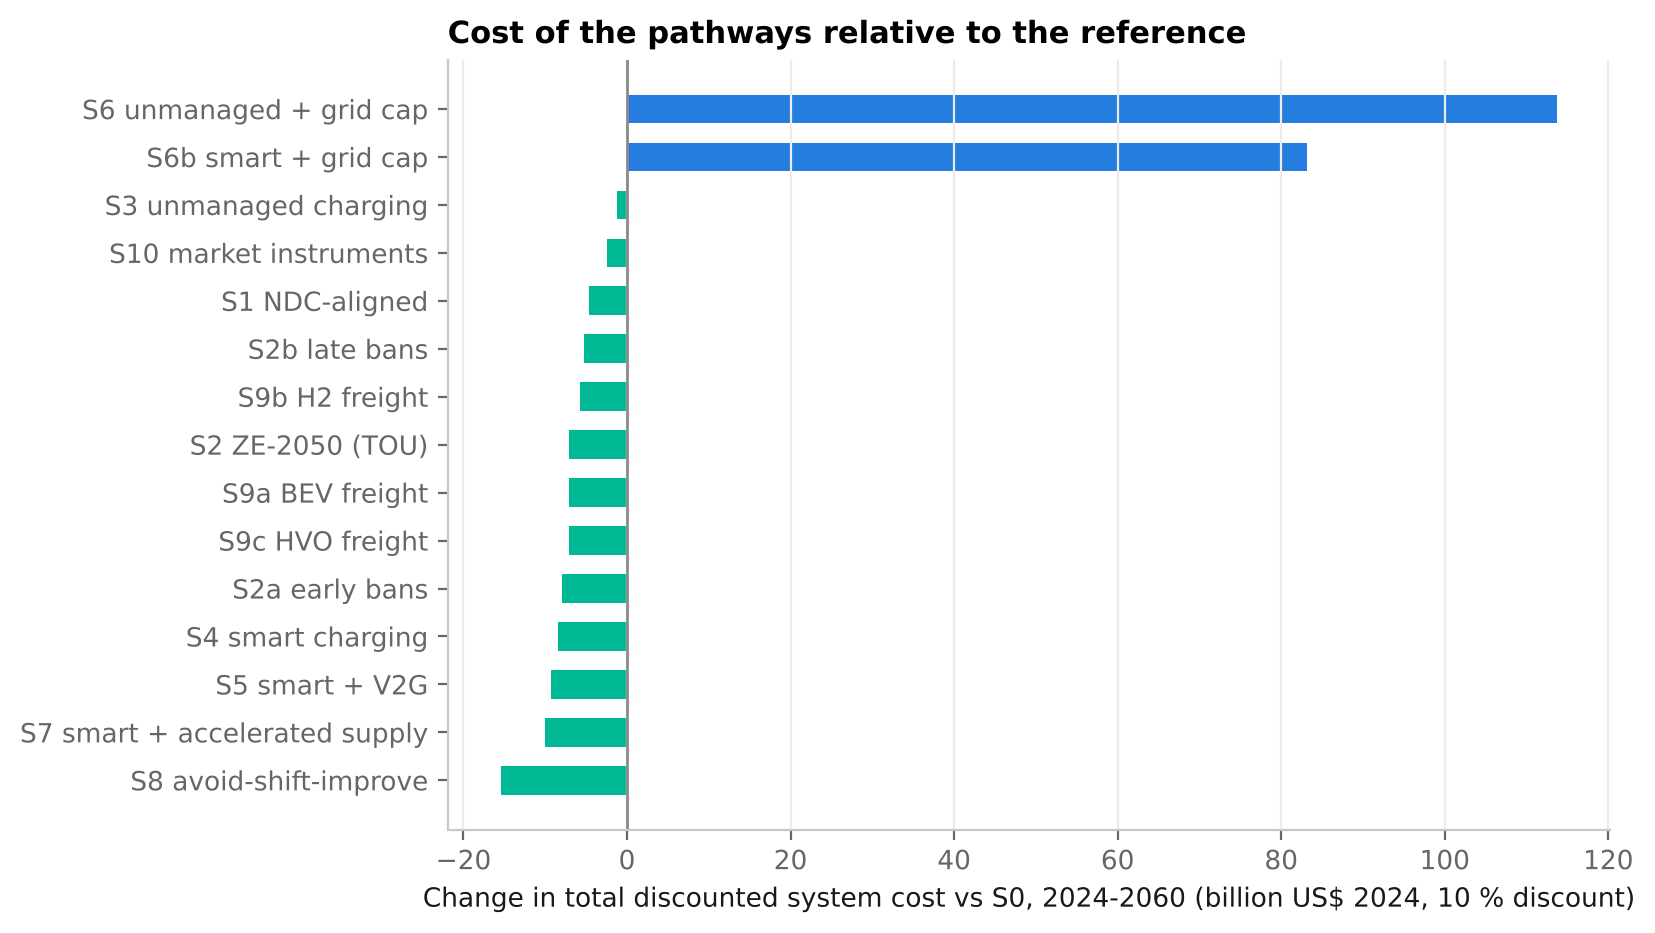 Cost of the pathways relative to the reference
S6 unmanaged + grid cap
S6b smart + grid cap
S3 unmanaged charging
S10 market instruments
S1 NDC-aligned
S2b late bans
S9b H2 freight
S2 ZE-2050 (TOU)
S9a BEV freight
S9c HVO freight
S2a early bans
S4 smart charging
S5 smart + V2G
S7 smart + accelerated supply
S8 avoid-shift-improve
−20 0 20 40 60 80 100 120
Change in total discounted system cost vs S0, 2024-2060 (billion US$ 2024, 10 % discount)